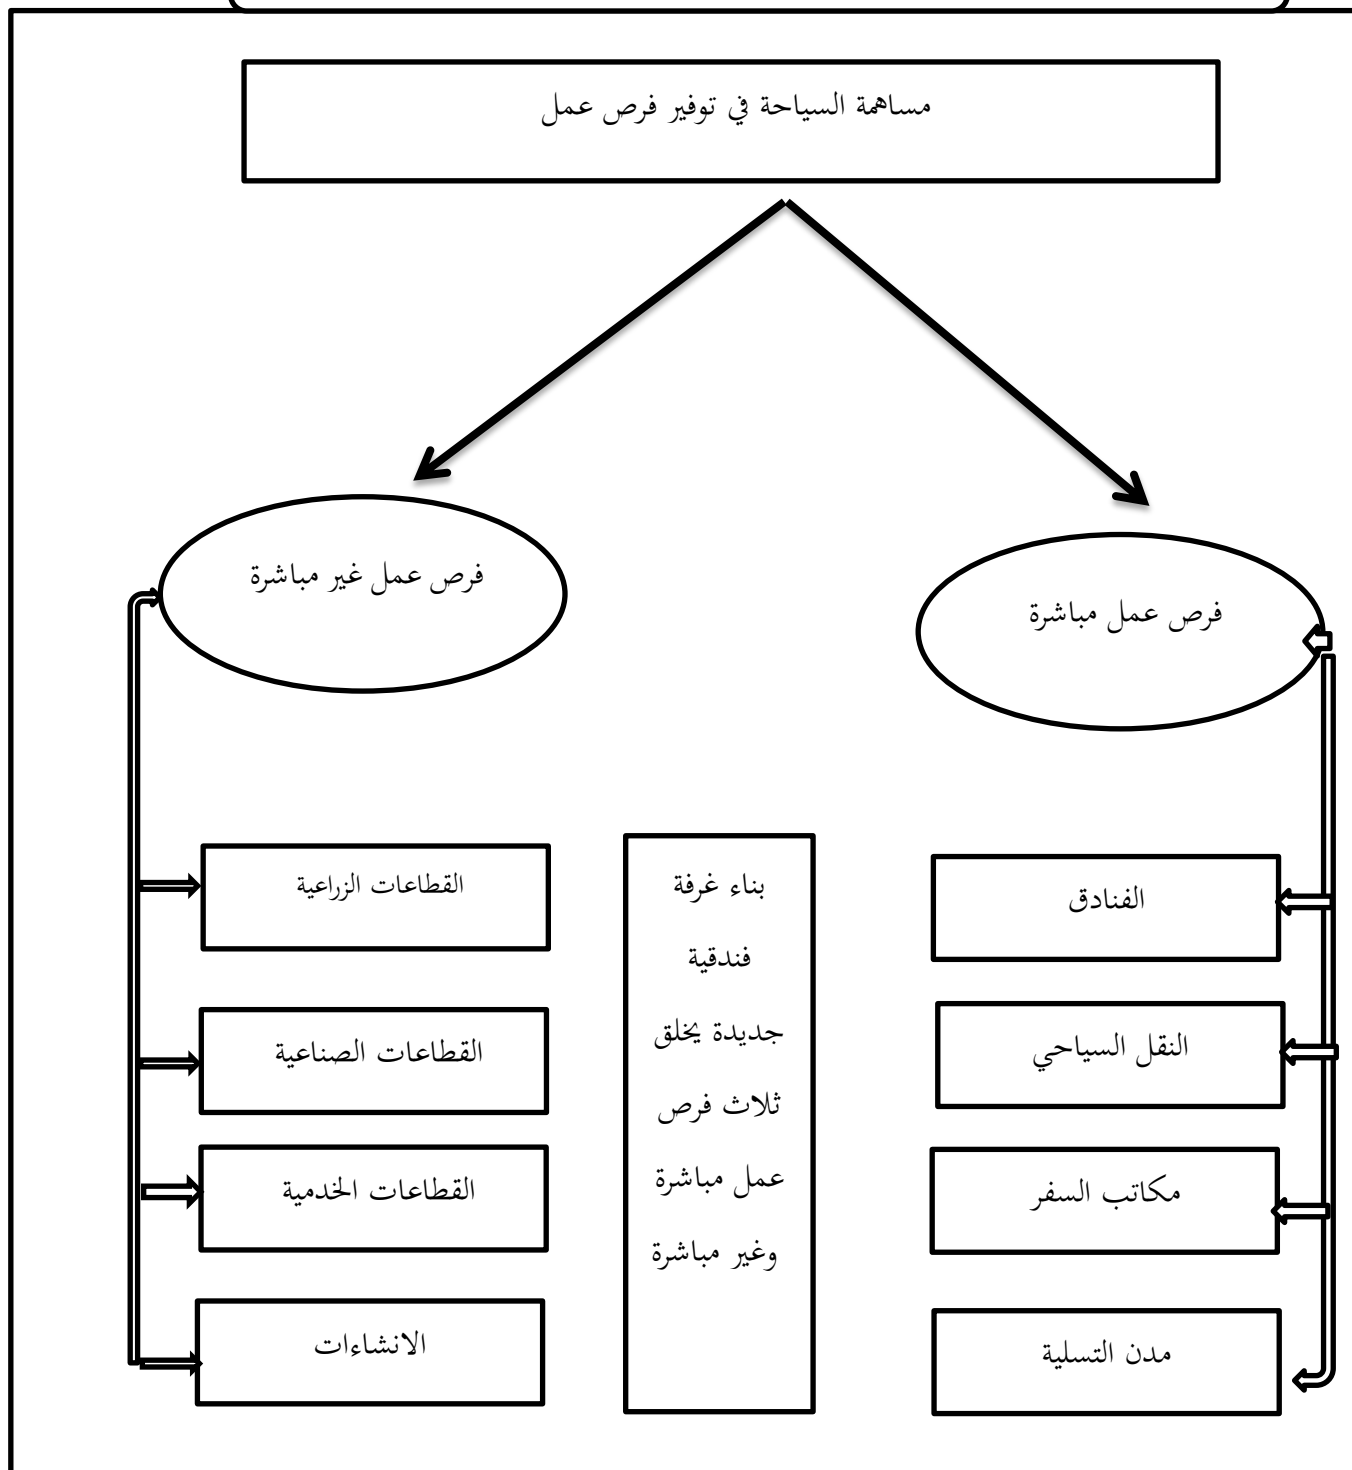 مساهمة السياحة في توفير فرص عمل
فرص عمل مباشرة
فرص عمل غير مباشرة
الفنادق
النقل السياحي
مكاتب السفر
مدن التسلية
بناء غرفة
فندقية
جديدة يخلق
ثلاث فرص
عمل مباشرة
وغير مباشرة
القطاعات الزراعية
القطاعات الصناعية
القطاعات الخدمية
الانشاءات